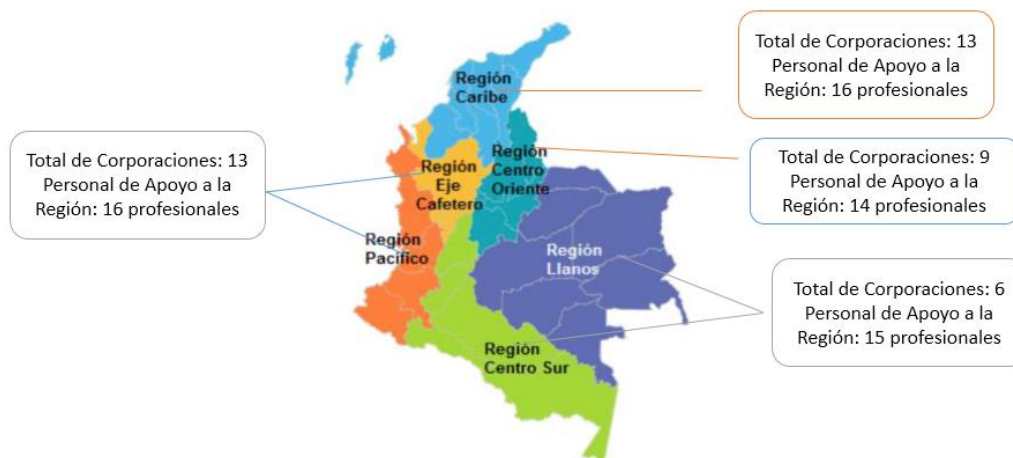 Total de Corporaciones: 13
Personal de Apoyo a la
Región: 16 profesionales
Región
Caribe
Total de Corporaciones: 13
Personal de Apoyo a la
Región: 16 profesionales
Región
Eje
Cafetero
Región
Centro
Oriente
Total de Corporaciones: 9
Personal de Apoyo a la
Región: 14 profesionales
Región
Pacífico
Región
Llanos
Total de Corporaciones: 6
Personal de Apoyo a la
Región: 15 profesionales
Región
Centro Sur